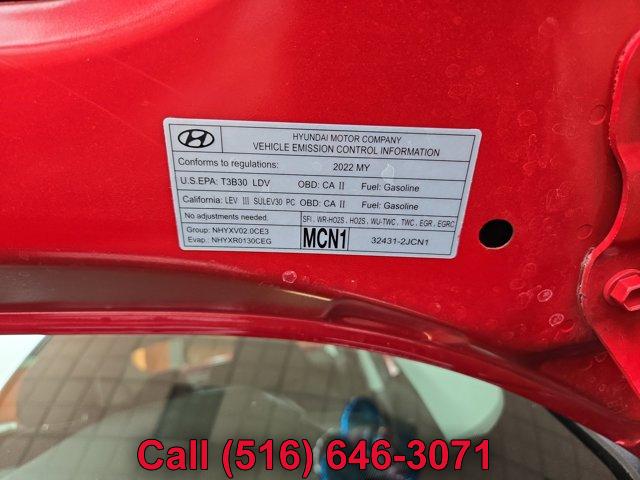 HYUNDAI MOTOR COMPANY
VEHICLE EMISSION CONTROL INFORMATION
Conforms to regulations: 2022 MY
U.S.EPA: T3B30 LDV OBD: CA II Fuel: Gasoline
California: LEV III SULEV30 PC OBD: CA II Fuel: Gasoline
No adjustments needed. SFI , WR-HO2S , HO2S , WU-TWC , TWC , EGR , EGRC
Group: NHYXV02.0CE3
Evap.: NHYXR0130CEG
MCN1 32431-2JCN1
Call (516) 646-3071